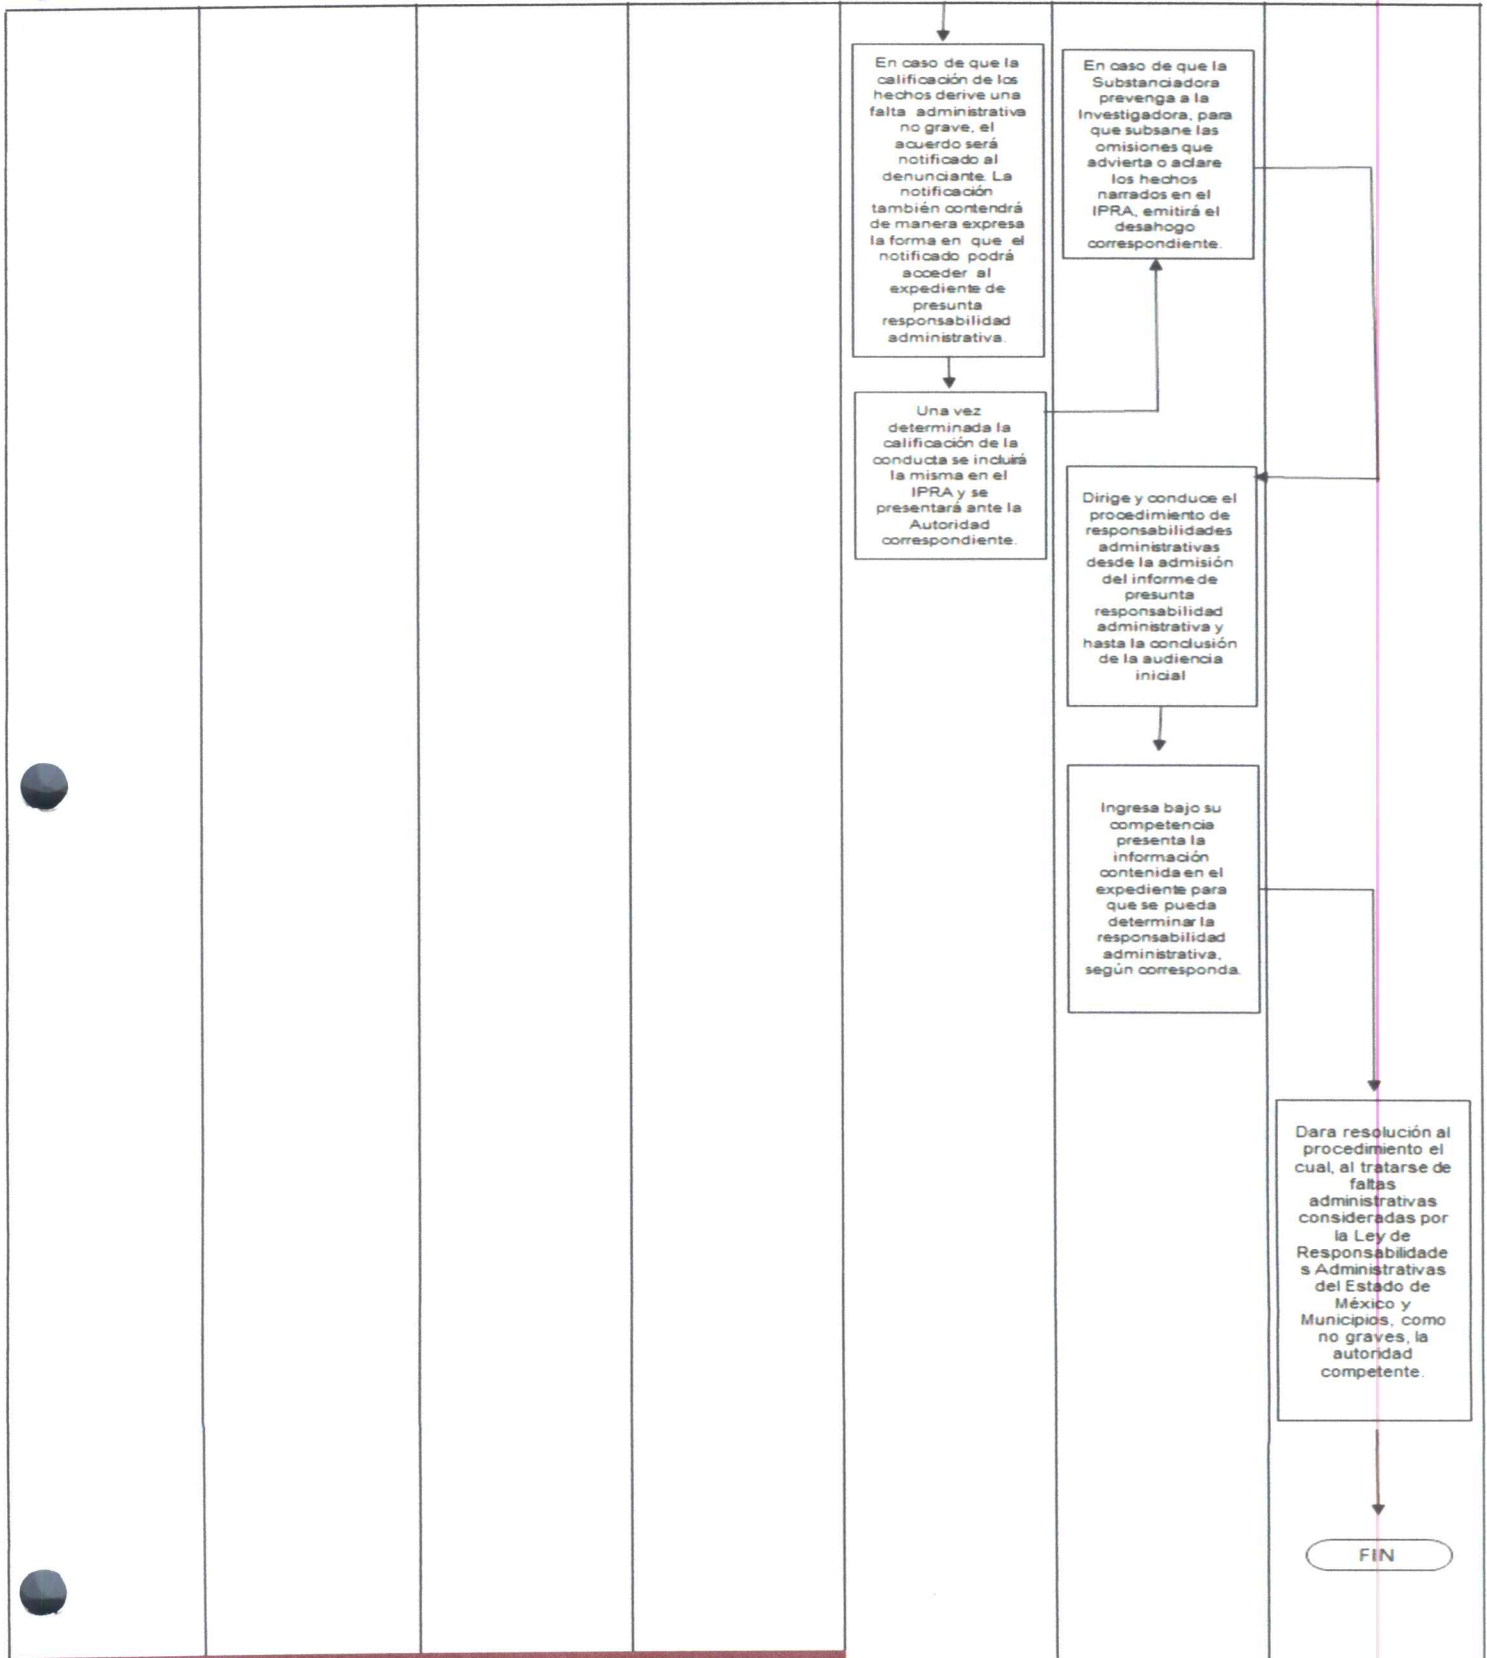 En caso de que la
calificación de los
hechos derive una
falta administrativa
no grave, el
acuerdo será
notificado al
denunciante. La
notificación
también contendrá
de manera expresa
la forma en que el
notificado podrá
acceder al
expediente de
presunta
responsabilidad
administrativa.
Una vez
determinada la
calificación de la
conducta se incluirá
la misma en el
IPRA y se
presentará ante la
Autoridad
correspondiente.
En caso de que la
Substanciadora
prevenga a la
Investigadora, para
que subsane las
omisiones que
advierta o aclare
los hechos
narrados en el
IPRA, emitirá el
desahogo
correspondiente.
Dirige y conduce el
procedimiento de
responsabilidades
administrativas
desde la admisión
del informe de
presunta
responsabilidad
administrativa y
hasta la conclusión
de la audiencia
inicial
Ingresa bajo su
competencia
presenta la
información
contenida en el
expediente para
que se pueda
determinar la
responsabilidad
administrativa,
según corresponda.
Dara resolución al
procedimiento el
cual, al tratarse de
faltas
administrativas
consideradas por
la Ley de
Responsabilidade
s Administrativas
del Estado de
México y
Municipios, como
no graves, la
autoridad
competente.
FIN